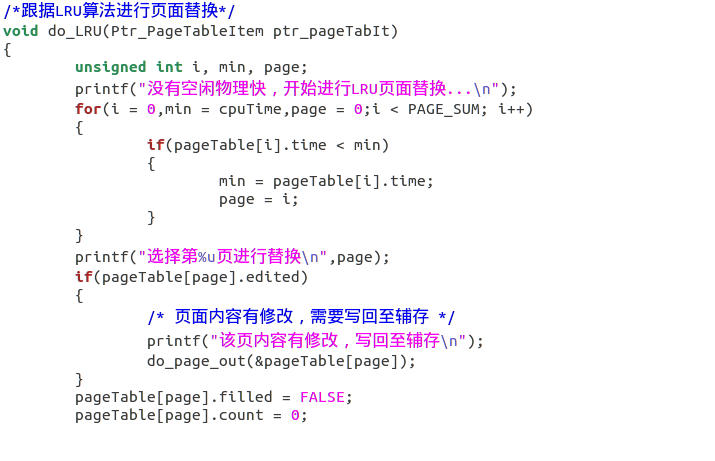 /*跟据LRU算法进行页面替换*/
void do_LRU(Ptr_PageTableItem ptr_pageTabIt)
{
        unsigned int i, min, page;
        printf("没有空闲物理快，开始进行LRU页面替换...\n");
        for(i = 0,min = cpuTime,page = 0;i < PAGE_SUM; i++)
        {
                if(pageTable[i].time < min)
                {
                        min = pageTable[i].time;
                        page = i;
                }
        }
        printf("选择第%u页进行替换\n",page);
        if(pageTable[page].edited)
        {
                /* 页面内容有修改，需要写回至辅存 */
                printf("该页内容有修改，写回至辅存\n");
                do_page_out(&pageTable[page]);
        }
        pageTable[page].filled = FALSE;
        pageTable[page].count = 0;